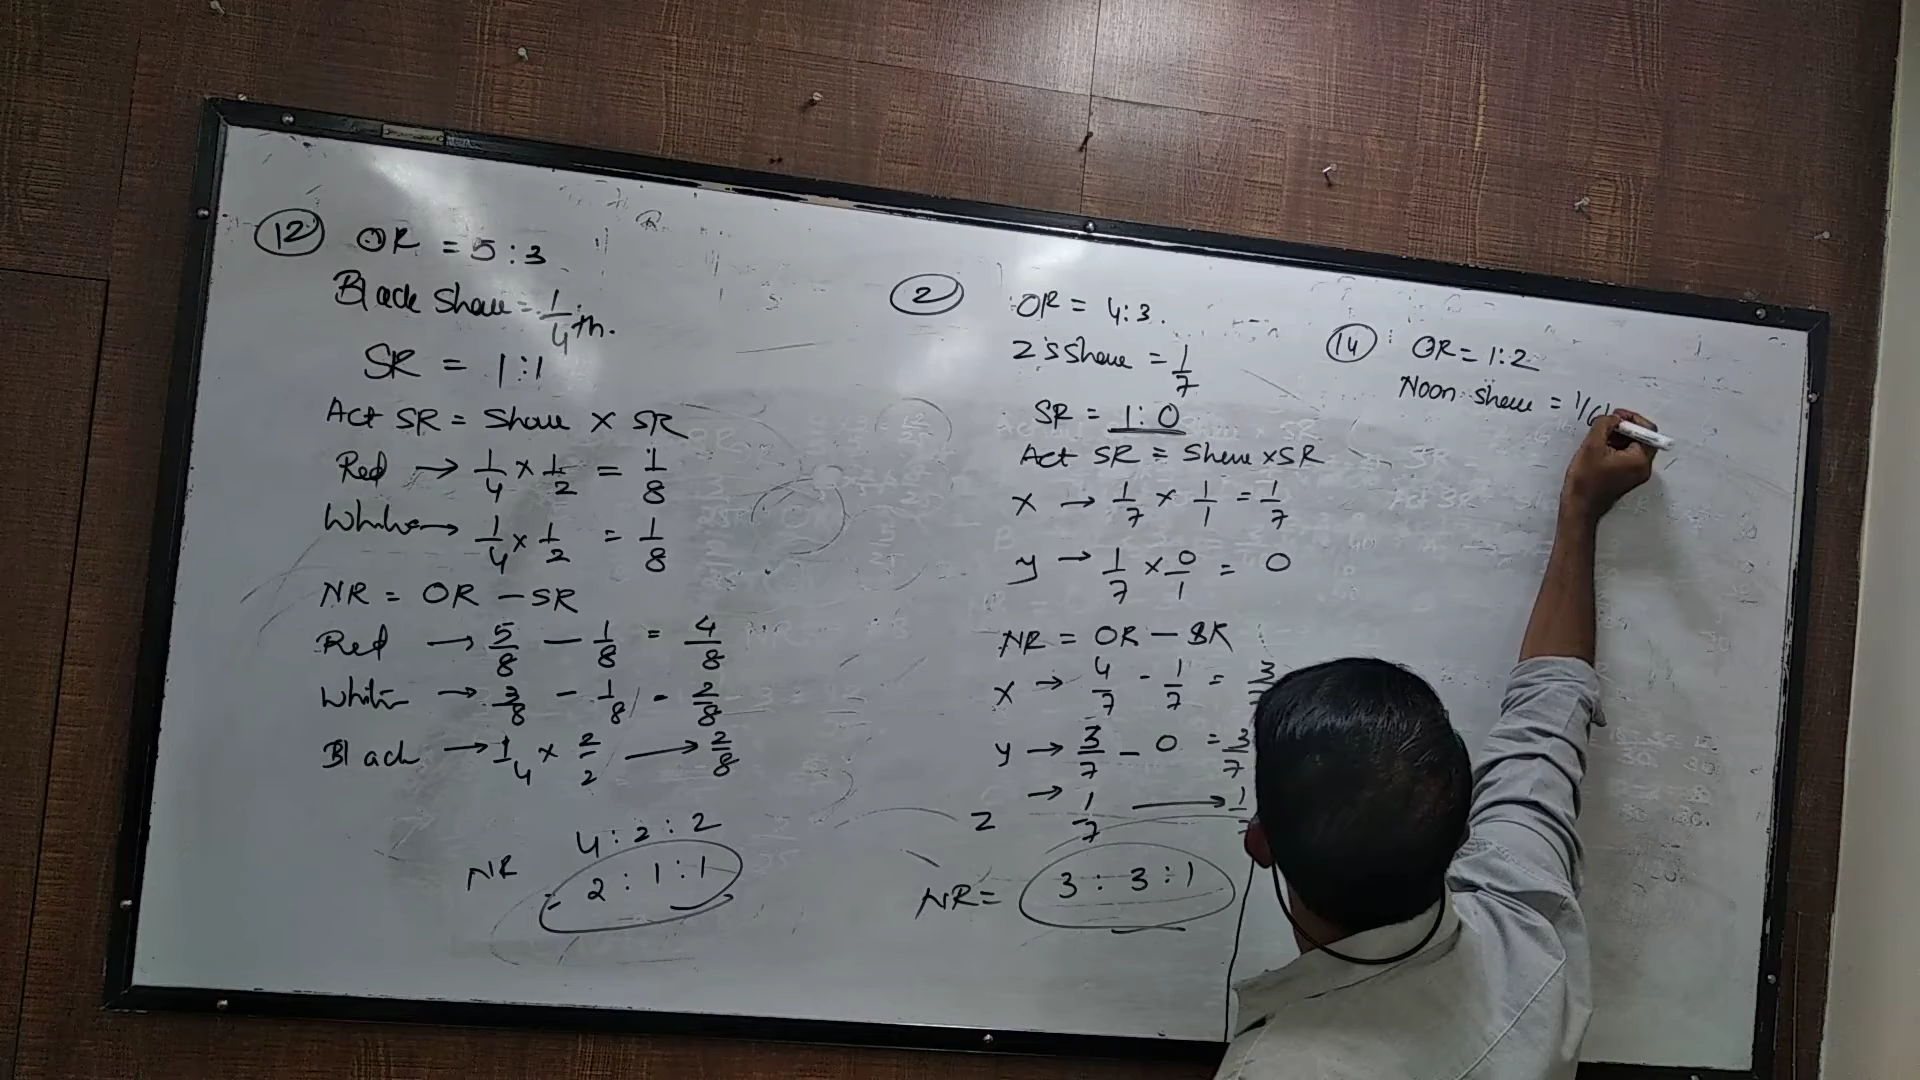 12 OR = 5:3
Black Share = 1/4 th.
SR = 1:1
Act SR = Share × SR
Red → 1/4 × 1/2 = 1/8
White → 1/4 × 1/2 = 1/8
NR = OR - SR
Red → 5/8 - 1/8 = 4/8
White → 3/8 - 1/8 = 2/8
Black → 1/4 × 2/2 → 2/8
4:2:2
NR = 2:1:1
2 OR = 4:3.
Z's Share = 1/7
SR = 1:0
Act SR = Share × SR
X → 1/7 × 1/1 = 1/7
y → 1/7 × 0/1 = 0
NR = OR - SR
X → 4/7 - 1/7 = 3
y → 3/7 - 0 = 3/7
Z → 1/7 → 1
NR = 3:3:1
14 OR = 1:2
Noon share =